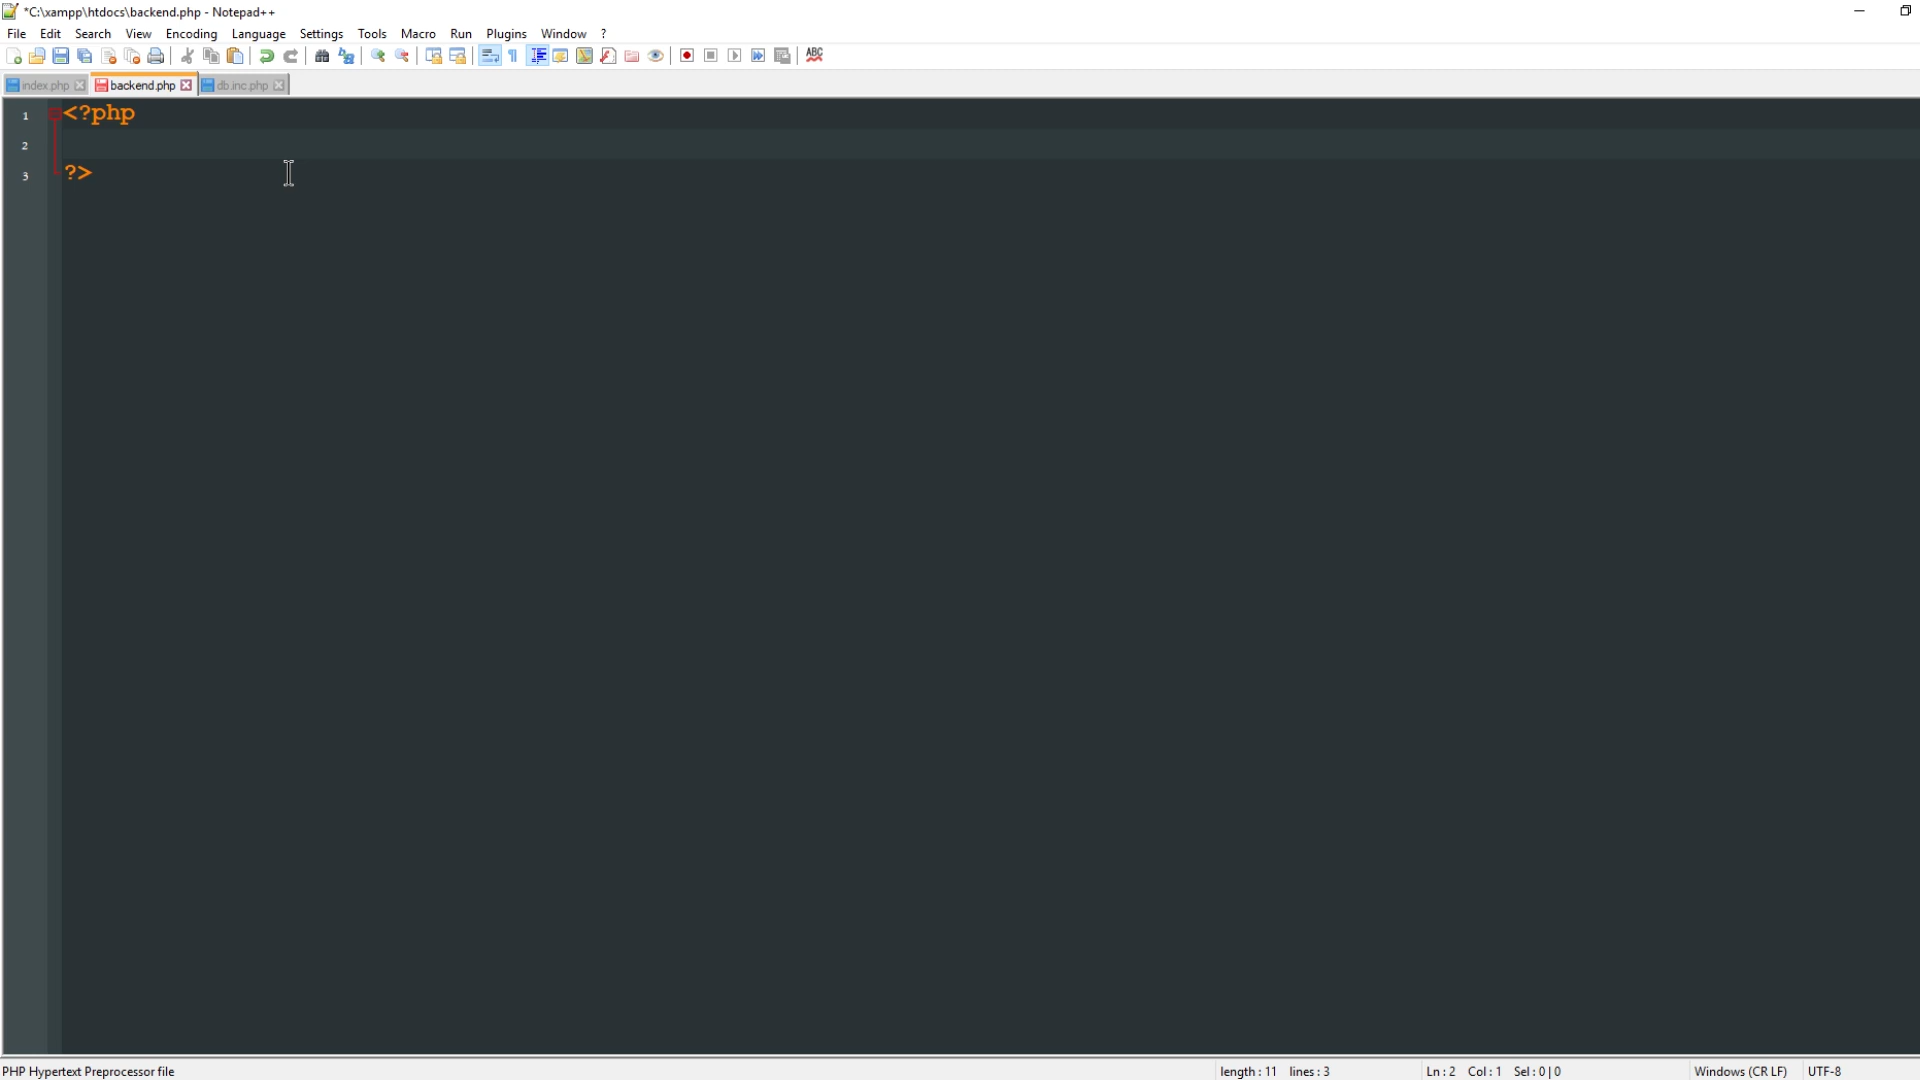 *C:\xampp\htdocs\backend.php - Notepad++
File Edit Search View Encoding Language Settings Tools Macro Run Plugins Window ?
ABC
index.php backend.php db.inc.php
1 <?php
2
3 ?>
PHP Hypertext Preprocessor file length : 11 lines : 3 Ln : 2 Col : 1 Sel : 0 | 0 Windows (CR LF) UTF-8